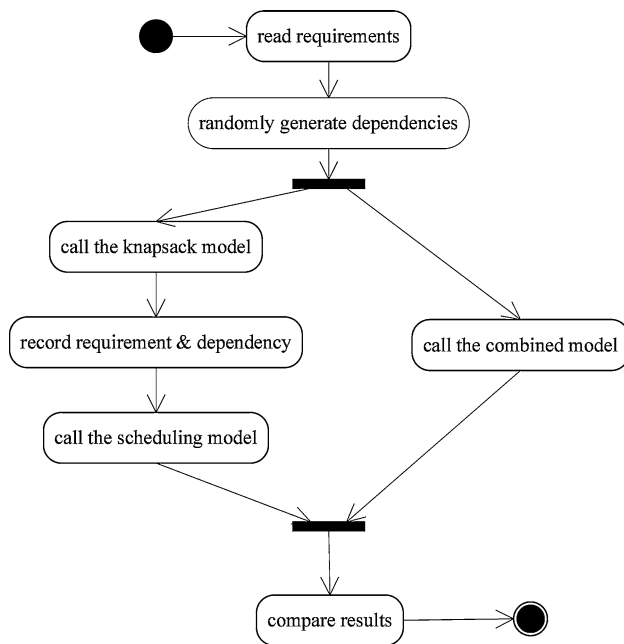 read requirements
randomly generate dependencies
call the knapsack model
record requirement & dependency
call the combined model
call the scheduling model
compare results